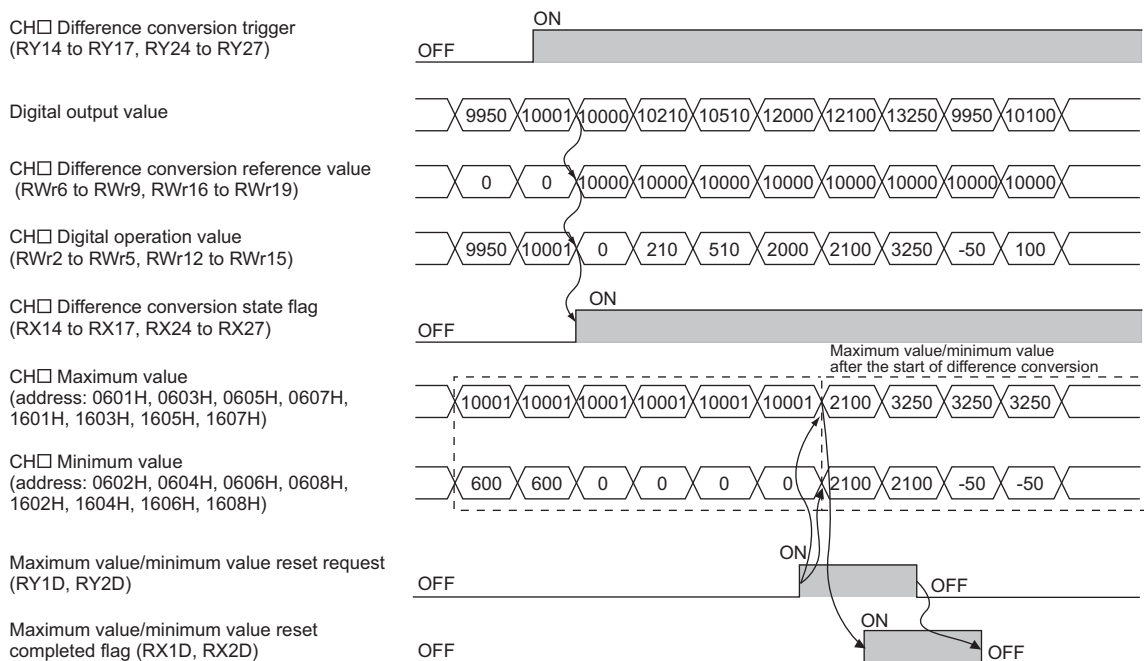 CH□ Difference conversion trigger
(RY14 to RY17, RY24 to RY27)
OFF
ON
Digital output value
9950 10001 10000 10210 10510 12000 12100 13250 9950 10100
CH□ Difference conversion reference value
(RWr6 to RWr9, RWr16 to RWr19)
0 0 10000 10000 10000 10000 10000 10000 10000 10000
CH□ Digital operation value
(RWr2 to RWr5, RWr12 to RWr15)
9950 10001 0 210 510 2000 2100 3250 -50 100
CH□ Difference conversion state flag
(RX14 to RX17, RX24 to RX27)
OFF
ON
Maximum value/minimum value
after the start of difference conversion
CH□ Maximum value
(address: 0601H, 0603H, 0605H, 0607H,
1601H, 1603H, 1605H, 1607H)
10001 10001 10001 10001 10001 10001 2100 3250 3250 3250
CH□ Minimum value
(address: 0602H, 0604H, 0606H, 0608H,
1602H, 1604H, 1606H, 1608H)
600 600 0 0 0 0 2100 2100 -50 -50
Maximum value/minimum value reset request
(RY1D, RY2D)
OFF
ON
OFF
Maximum value/minimum value reset
completed flag (RX1D, RX2D)
OFF
ON
OFF